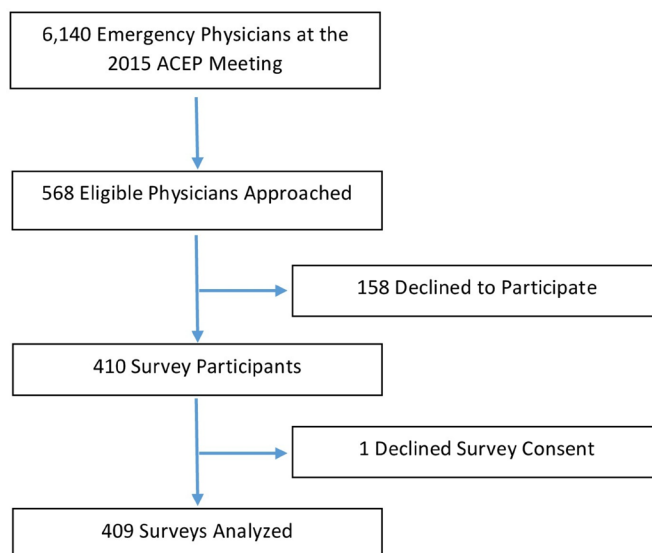 6,140 Emergency Physicians at the
2015 ACEP Meeting
568 Eligible Physicians Approached
158 Declined to Participate
410 Survey Participants
1 Declined Survey Consent
409 Surveys Analyzed